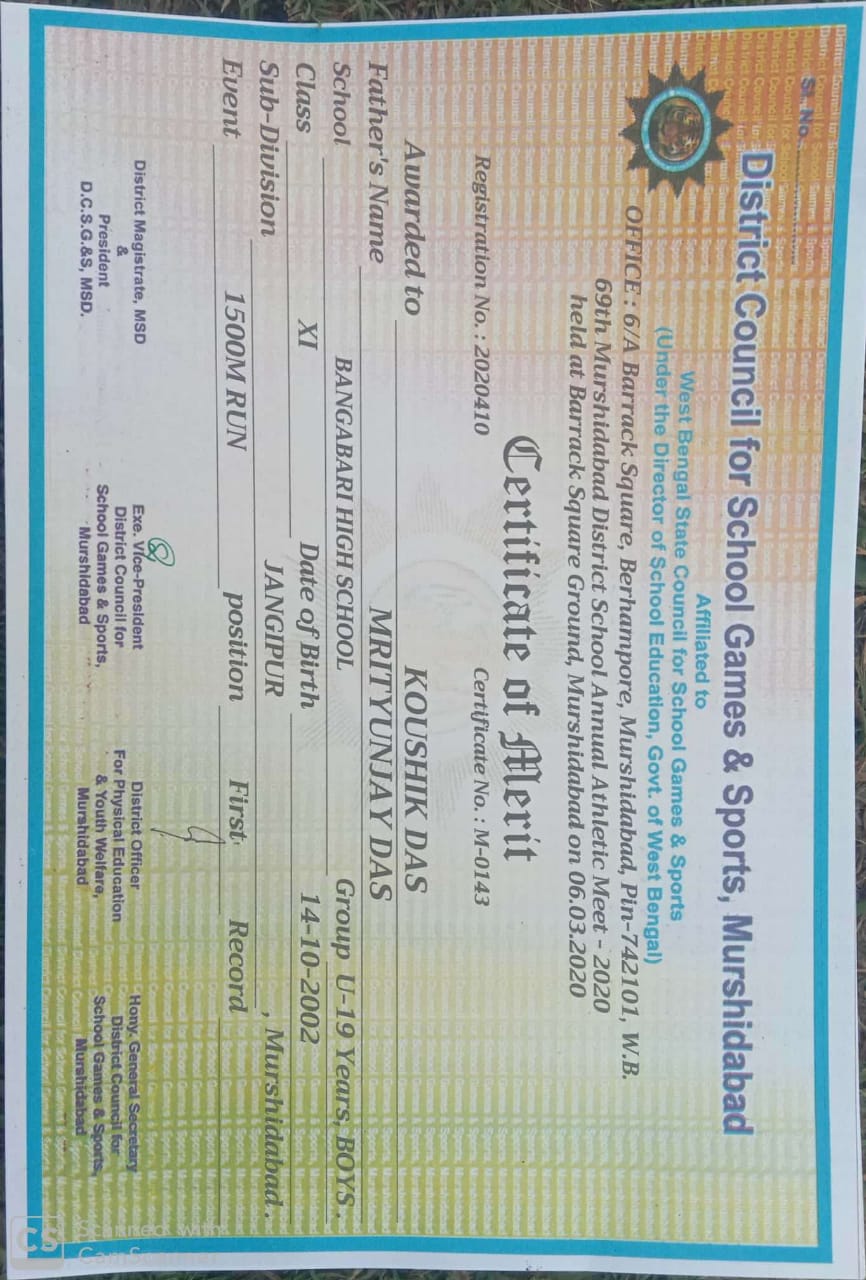 Sl. No.
District Council for School Games & Sports, Murshidabad
Affiliated to
West Bengal State Council for School Games & Sports
(Under the Director of School Education, Govt. of West Bengal)
OFFICE : 6/A Barrack Square, Berhampore, Murshidabad, Pin-742101, W.B.
69th Murshidabad District School Annual Athletic Meet - 2020
held at Barrack Square Ground, Murshidabad on 06.03.2020
Certificate of Merit
Registration No. : 2020410 Certificate No. : M-0143
Awarded to KOUSHIK DAS
Father's Name MRITYUNJAY DAS
School BANGABARI HIGH SCHOOL Group U-19 Years, BOYS .
Class XI Date of Birth 14-10-2002
Sub-Division JANGIPUR , Murshidabad .
Event 1500M RUN position First Record
District Magistrate, MSD
&
President
D.C.S.G.&S, MSD.
Exe. Vice-President
District Council for
School Games & Sports,
Murshidabad
District Officer
For Physical Education
& Youth Welfare,
Murshidabad
Hony. General Secretary
District Council for
School Games & Sports,
Murshidabad
CS Scanned with
CamScanner